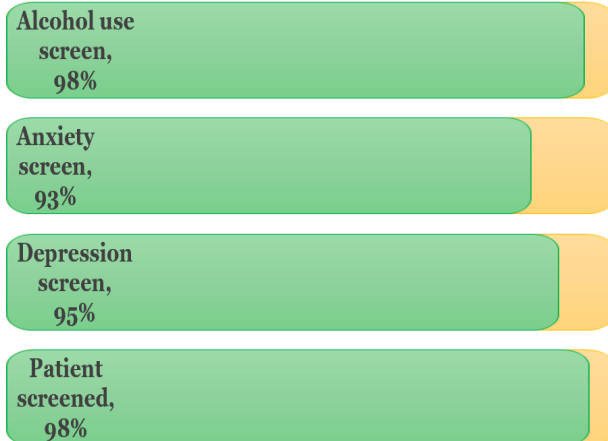 Alcohol use
screen,
98%
Anxiety
screen,
93%
Depression
screen,
95%
Patient
screened,
98%